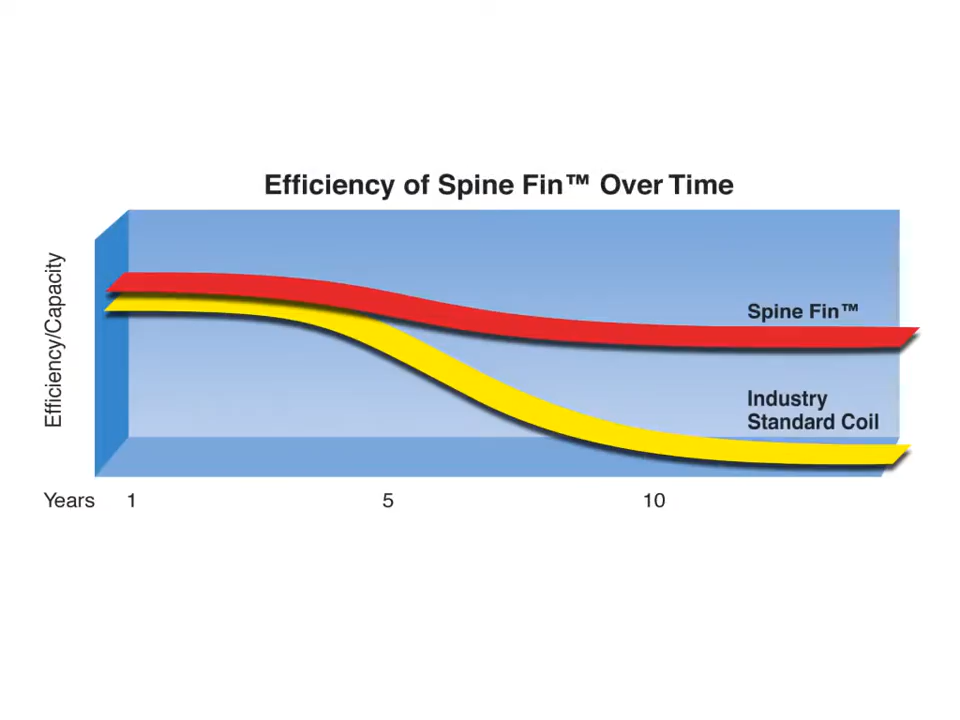 Efficiency of Spine Fin™ Over Time
Efficiency/Capacity
Spine Fin™
Industry
Standard Coil
Years 1 5 10